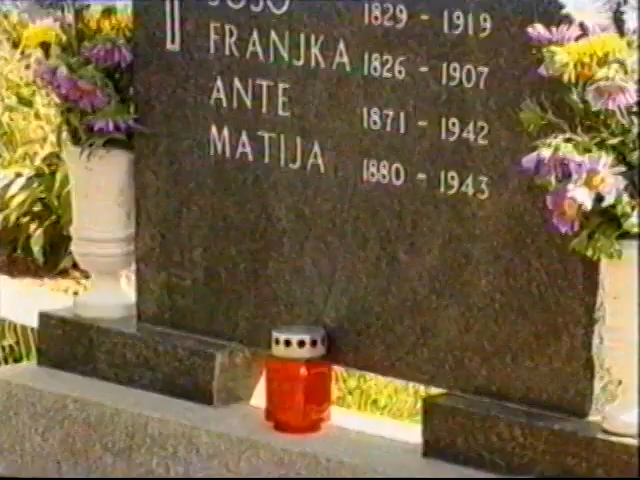 1829 - 1919
FRANJKA 1826 - 1907
ANTE 1871 - 1942
MATIJA 1880 - 1943